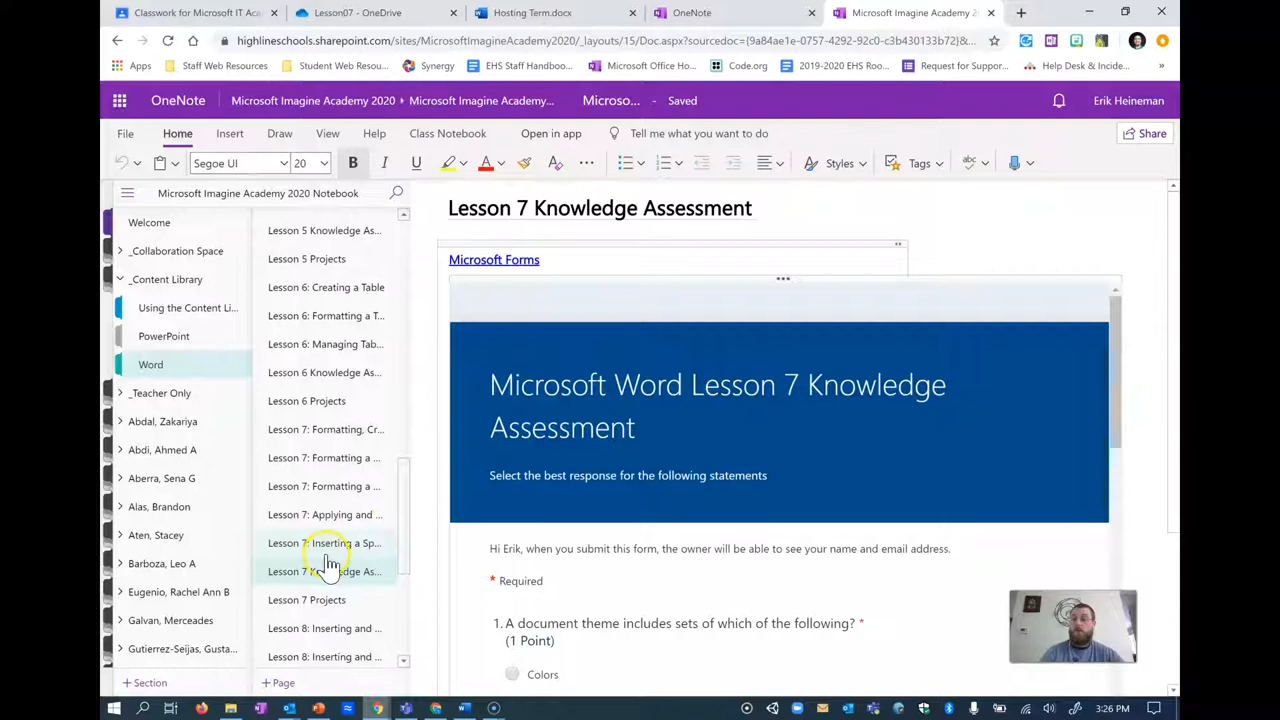 Classwork for Microsoft IT Aca
Lesson07 - OneDrive
Hosting Term.docx
OneNote
Microsoft Imagine Academy 20
highlineschools.sharepoint.com/sites/MicrosoftImagineAcademy2020/_layouts/15/Doc.aspx?sourcedoc={9a84ae1e-0757-4292-92c0-c3b430133b72}&...
Apps
Staff Web Resources
Student Web Resou...
Synergy
EHS Staff Handboo...
Microsoft Office Ho...
Code.org
2019-2020 EHS Roo...
Request for Suppor...
Help Desk & Incide...
OneNote
Microsoft Imagine Academy 2020
Microsoft Imagine Academy...
Microso... - Saved
Erik Heineman
File
Home
Insert
Draw
View
Help
Class Notebook
Open in app
Tell me what you want to do
Share
Segoe UI
20
B
I
U
A
Styles
Tags
Microsoft Imagine Academy 2020 Notebook
Welcome
_Collaboration Space
_Content Library
Using the Content Li...
PowerPoint
Word
_Teacher Only
Abdal, Zakariya
Abdi, Ahmed A
Aberra, Sena G
Alas, Brandon
Aten, Stacey
Barboza, Leo A
Eugenio, Rachel Ann B
Galvan, Merceades
Gutierrez-Seijas, Gusta...
+ Section
Lesson 5 Knowledge As...
Lesson 5 Projects
Lesson 6: Creating a Table
Lesson 6: Formatting a T...
Lesson 6: Managing Tab...
Lesson 6 Knowledge As...
Lesson 6 Projects
Lesson 7: Formatting, Cr...
Lesson 7: Formatting a ...
Lesson 7: Formatting a ...
Lesson 7: Applying and ...
Lesson 7: Inserting a Sp...
Lesson 7 Knowledge As...
Lesson 7 Projects
Lesson 8: Inserting and ...
Lesson 8: Inserting and ...
+ Page
Lesson 7 Knowledge Assessment
Microsoft Forms
Microsoft Word Lesson 7 Knowledge
Assessment
Select the best response for the following statements
Hi Erik, when you submit this form, the owner will be able to see your name and email address.
* Required
1. A document theme includes sets of which of the following? *
(1 Point)
Colors
3:26 PM